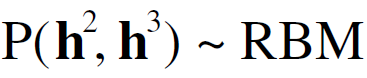 P(h², h³) ~ RBM